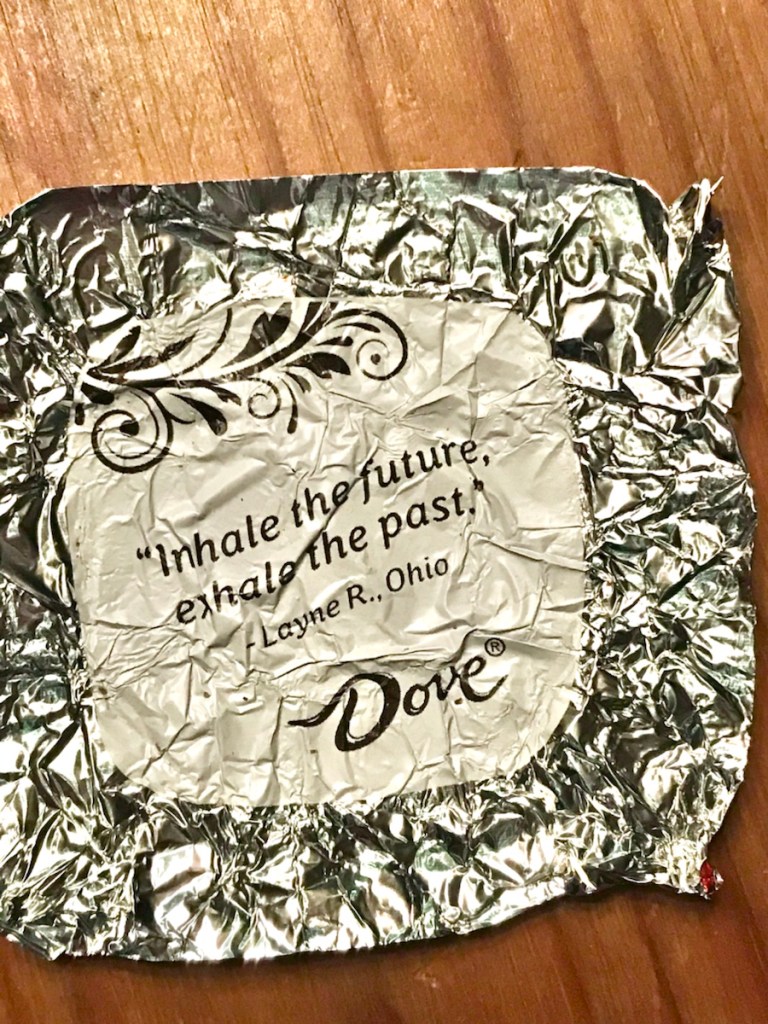 “Inhale the future,
exhale the past.”
- Layne R., Ohio
Dove®